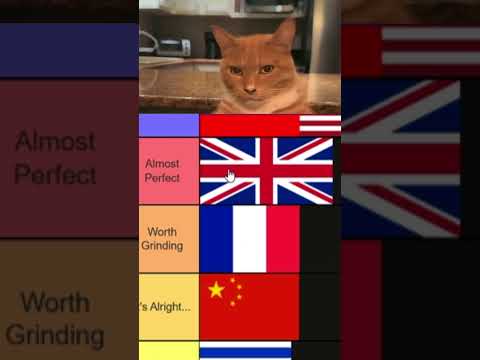 Almost
Perfect
Worth
Grinding
's Alright...
Almost
Perfect
Worth
Grinding